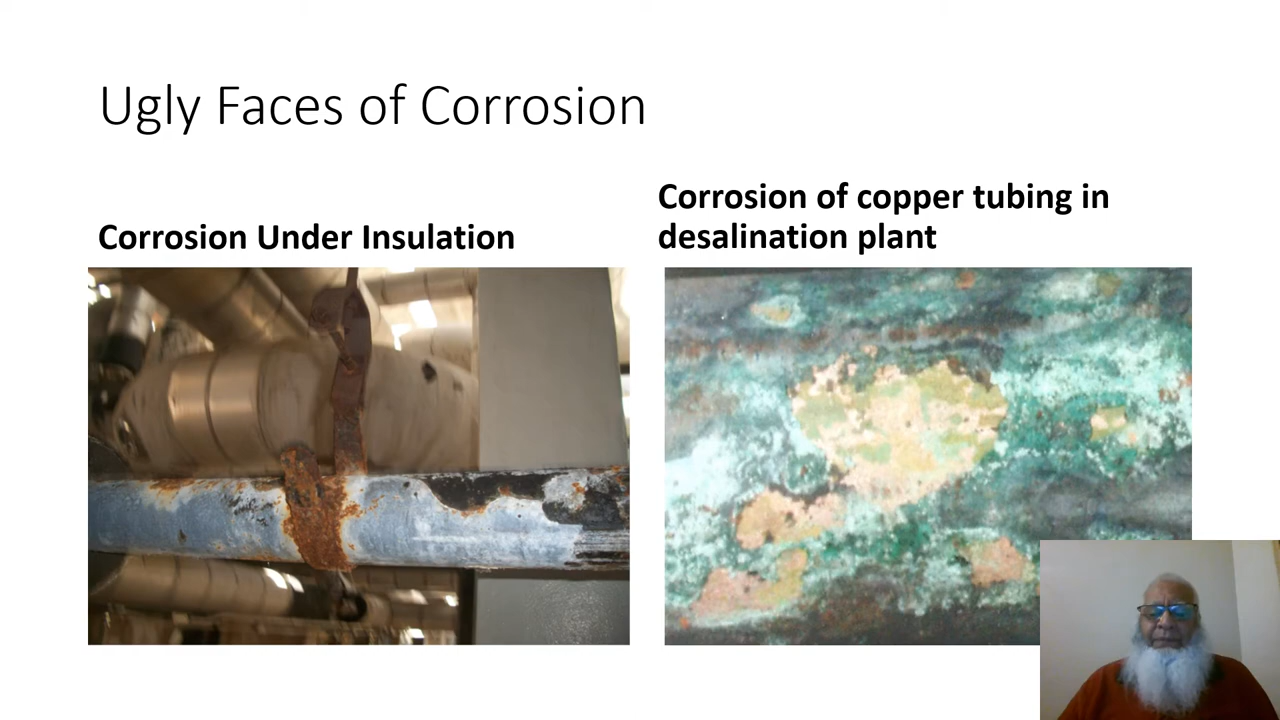 Ugly Faces of Corrosion
Corrosion Under Insulation
Corrosion of copper tubing in
desalination plant